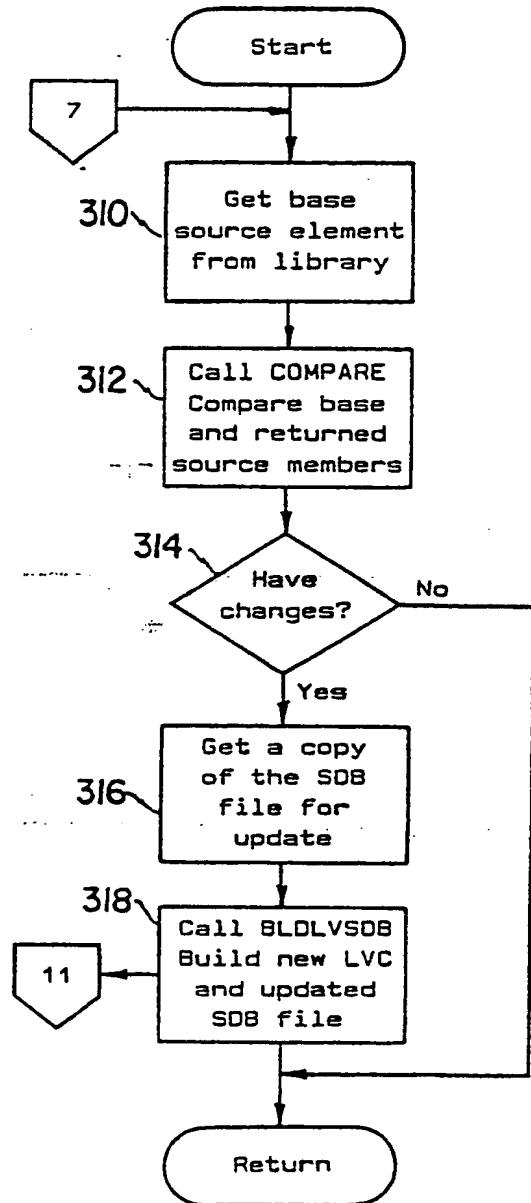 Start
7
310
Get base
source element
from library
312
Call COMPARE
Compare base
and returned
source members
314
Have
changes?
No
Yes
316
Get a copy
of the SDB
file for
update
318
Call BLDLVSDB
Build new LVC
and updated
SDB file
11
Return